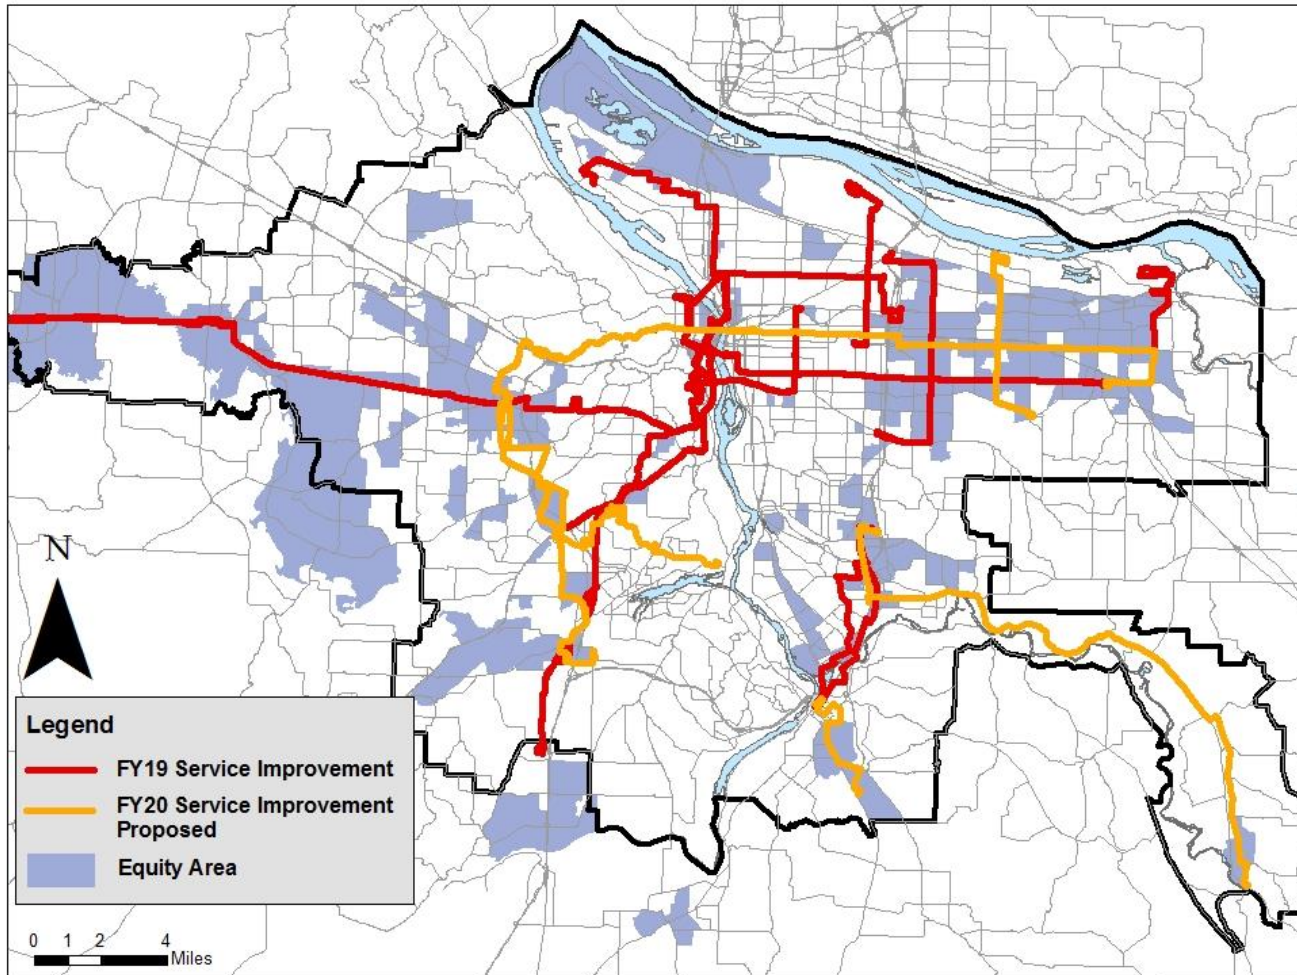 N
Legend
FY19 Service Improvement
FY20 Service Improvement
Proposed
Equity Area
0 1 2 4
Miles